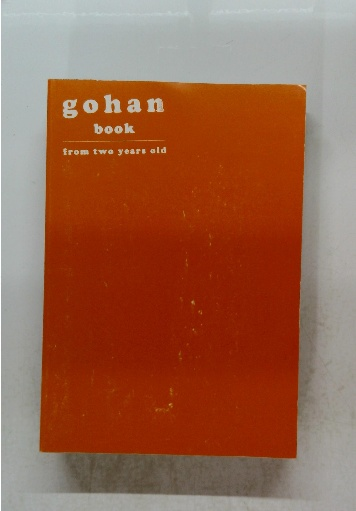 gohan
book
from two years old